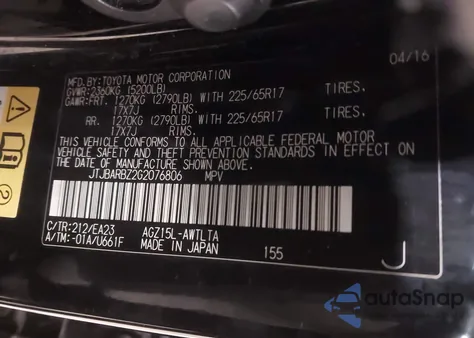 04/16
MFD.BY:TOYOTA MOTOR CORPORATION
GVWR:2360KG (5200LB)
GAWR:FRT. 1270KG (2790LB) WITH 225/65R17 TIRES.
17X7J RIMS.
RR. 1270KG (2790LB) WITH 225/65R17 TIRES.
17X7J RIMS.
THIS VEHICLE CONFORMS TO ALL APPLICABLE FEDERAL MOTOR
VEHICLE SAFETY AND BUMPER STANDARDS IN EFFECT ON THE DATE OF
MANUFACTURE SHOWN ABOVE.
JTJBARBZ2G2076806 MPV
C/TR:212/EA23 AGZ15L-AWTLTA
A/TM:-01A/U661F MADE IN JAPAN 155 J
autoSnap